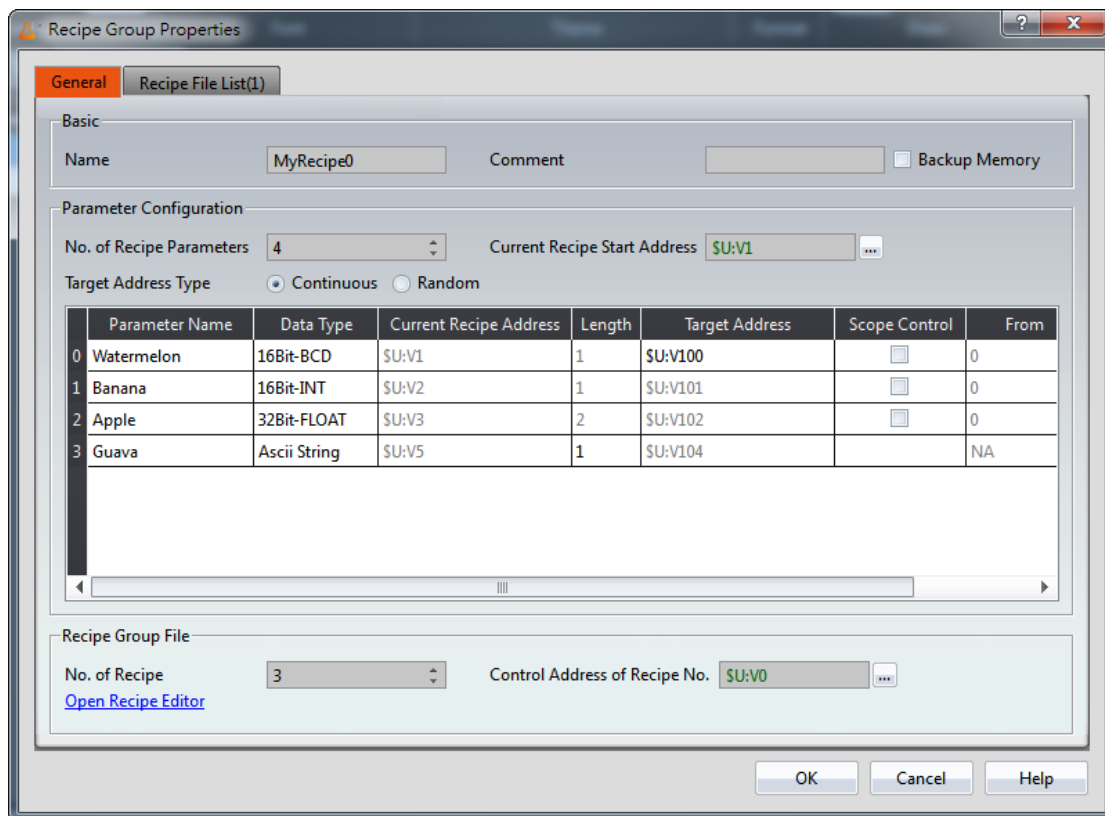 Recipe Group Properties
General Recipe File List(1)
Basic
Name MyRecipe0 Comment Backup Memory
Parameter Configuration
No. of Recipe Parameters 4 Current Recipe Start Address $U:V1 ...
Target Address Type Continuous Random
Parameter Name Data Type Current Recipe Address Length Target Address Scope Control From
0 Watermelon 16Bit-BCD $U:V1 1 $U:V100 0
1 Banana 16Bit-INT $U:V2 1 $U:V101 0
2 Apple 32Bit-FLOAT $U:V3 2 $U:V102 0
3 Guava Ascii String $U:V5 1 $U:V104 NA
Recipe Group File
No. of Recipe 3 Control Address of Recipe No. $U:V0 ...
Open Recipe Editor
OK Cancel Help